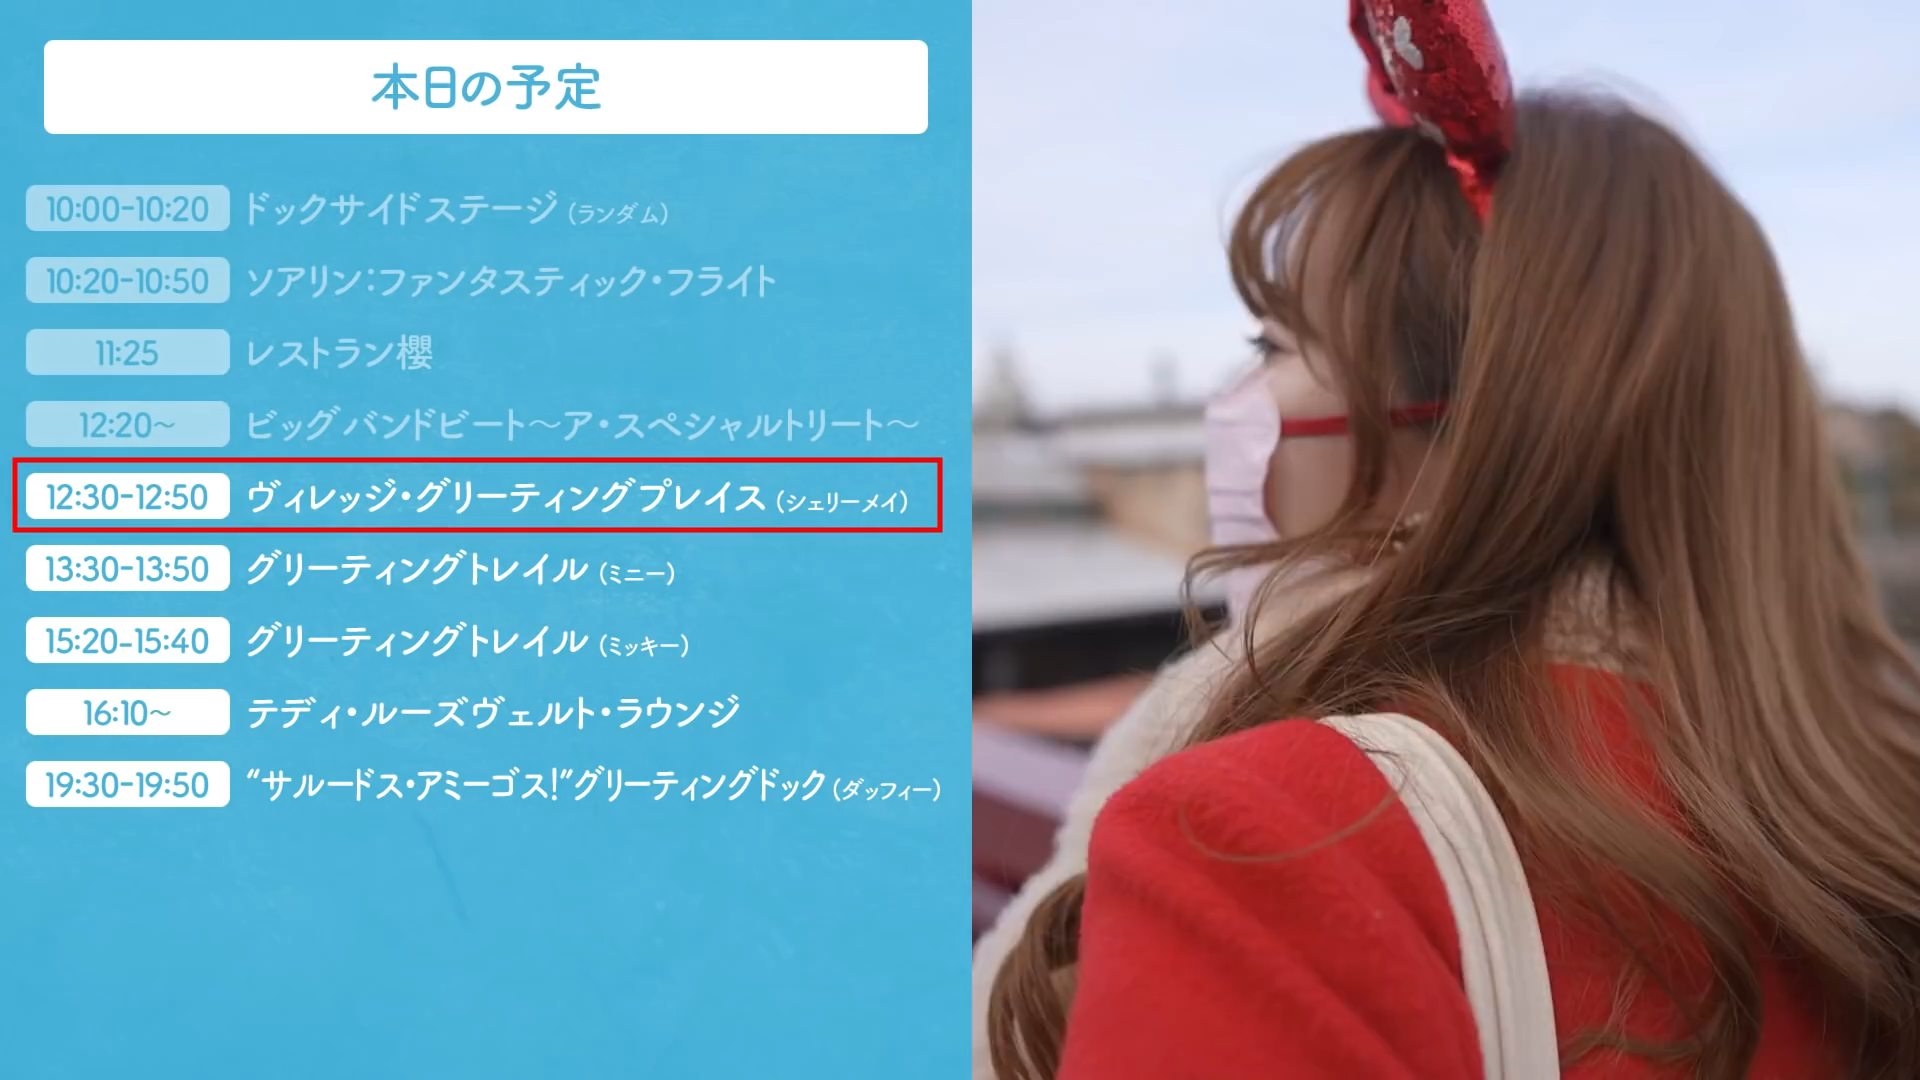 本日の予定
10:00-10:20 ドックサイドステージ (ランダム)
10:20-10:50 ソアリン:ファンタスティック・フライト
11:25 レストラン櫻
12:20～ ビッグバンドビート～ア・スペシャルトリート～
12:30-12:50 ヴィレッジ・グリーティングプレイス (シェリーメイ)
13:30-13:50 グリーティングトレイル (ミニー)
15:20-15:40 グリーティングトレイル (ミッキー)
16:10～ テディ・ルーズヴェルト・ラウンジ
19:30-19:50 “サルードス・アミーゴス!”グリーティングドック (ダッフィー)